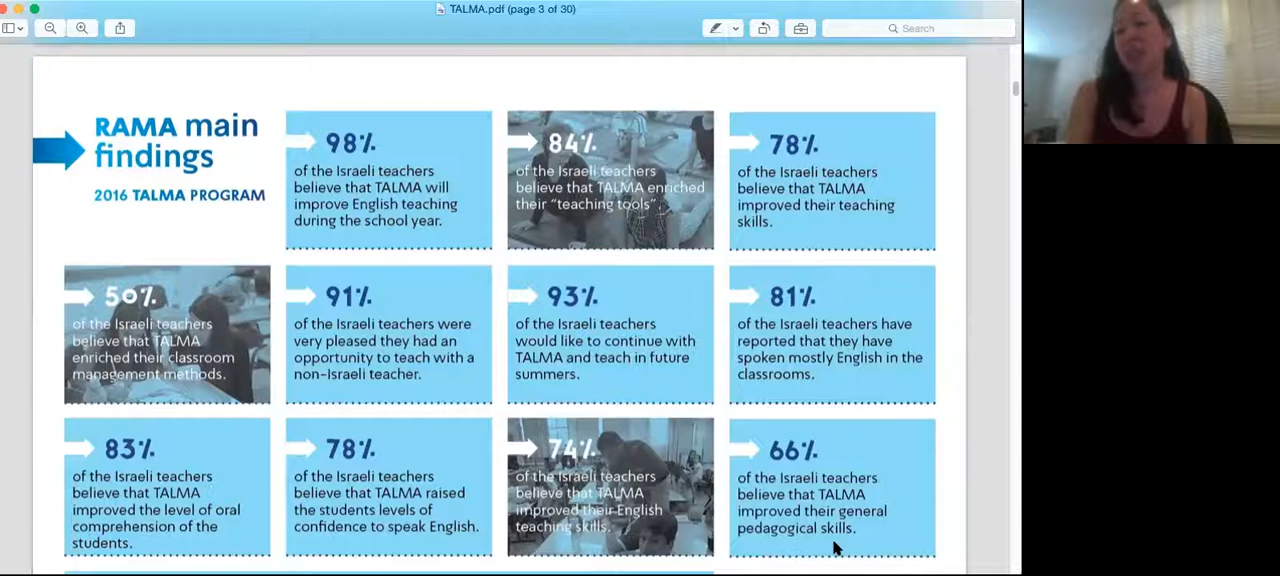 TALMA.pdf (page 3 of 30)
Search
RAMA main
findings
2016 TALMA PROGRAM
98%
of the Israeli teachers
believe that TALMA will
improve English teaching
during the school year.
84%
of the Israeli teachers
believe that TALMA enriched
their “teaching tools”.
78%
of the Israeli teachers
believe that TALMA
improved their teaching
skills.
50%
of the Israeli teachers
believe that TALMA
enriched their classroom
management methods.
91%
of the Israeli teachers were
very pleased they had an
opportunity to teach with a
non-Israeli teacher.
93%
of the Israeli teachers
would like to continue with
TALMA and teach in future
summers.
81%
of the Israeli teachers have
reported that they have
spoken mostly English in the
classrooms.
83%
of the Israeli teachers
believe that TALMA
improved the level of oral
comprehension of the
students.
78%
of the Israeli teachers
believe that TALMA raised
the students levels of
confidence to speak English.
74%
of the Israeli teachers
believe that TALMA
improved their English
teaching skills.
66%
of the Israeli teachers
believe that TALMA
improved their general
pedagogical skills.